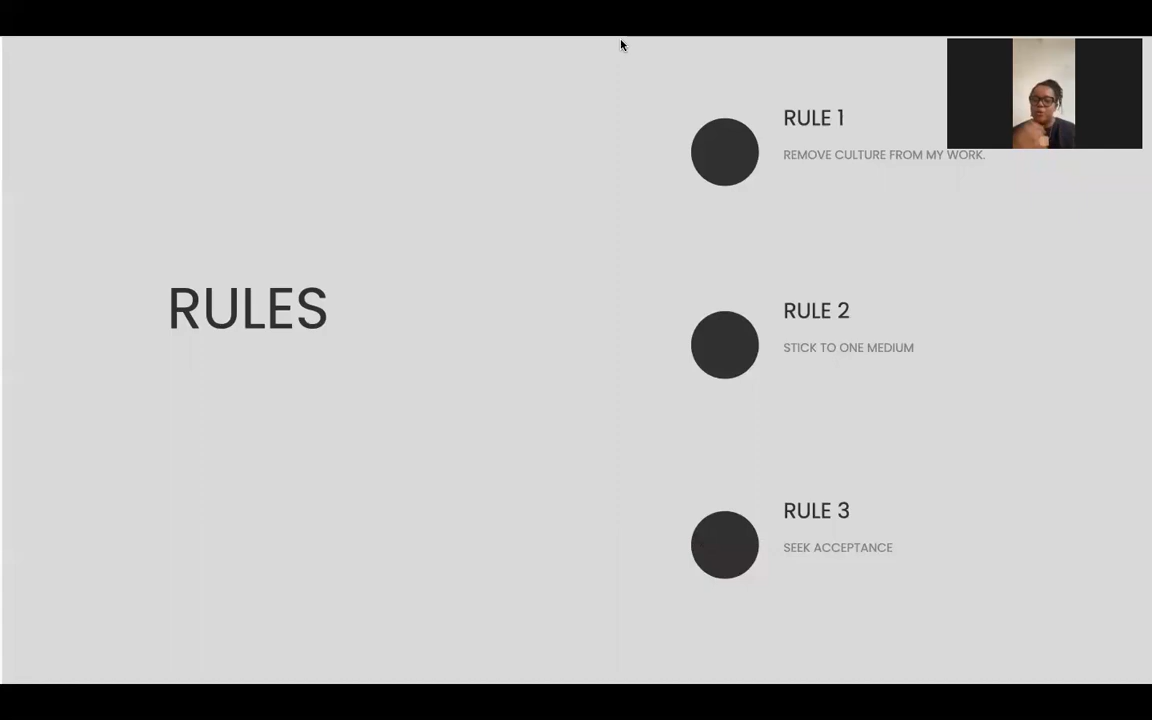 RULES
RULE 1
REMOVE CULTURE FROM MY WORK.
RULE 2
STICK TO ONE MEDIUM
RULE 3
SEEK ACCEPTANCE